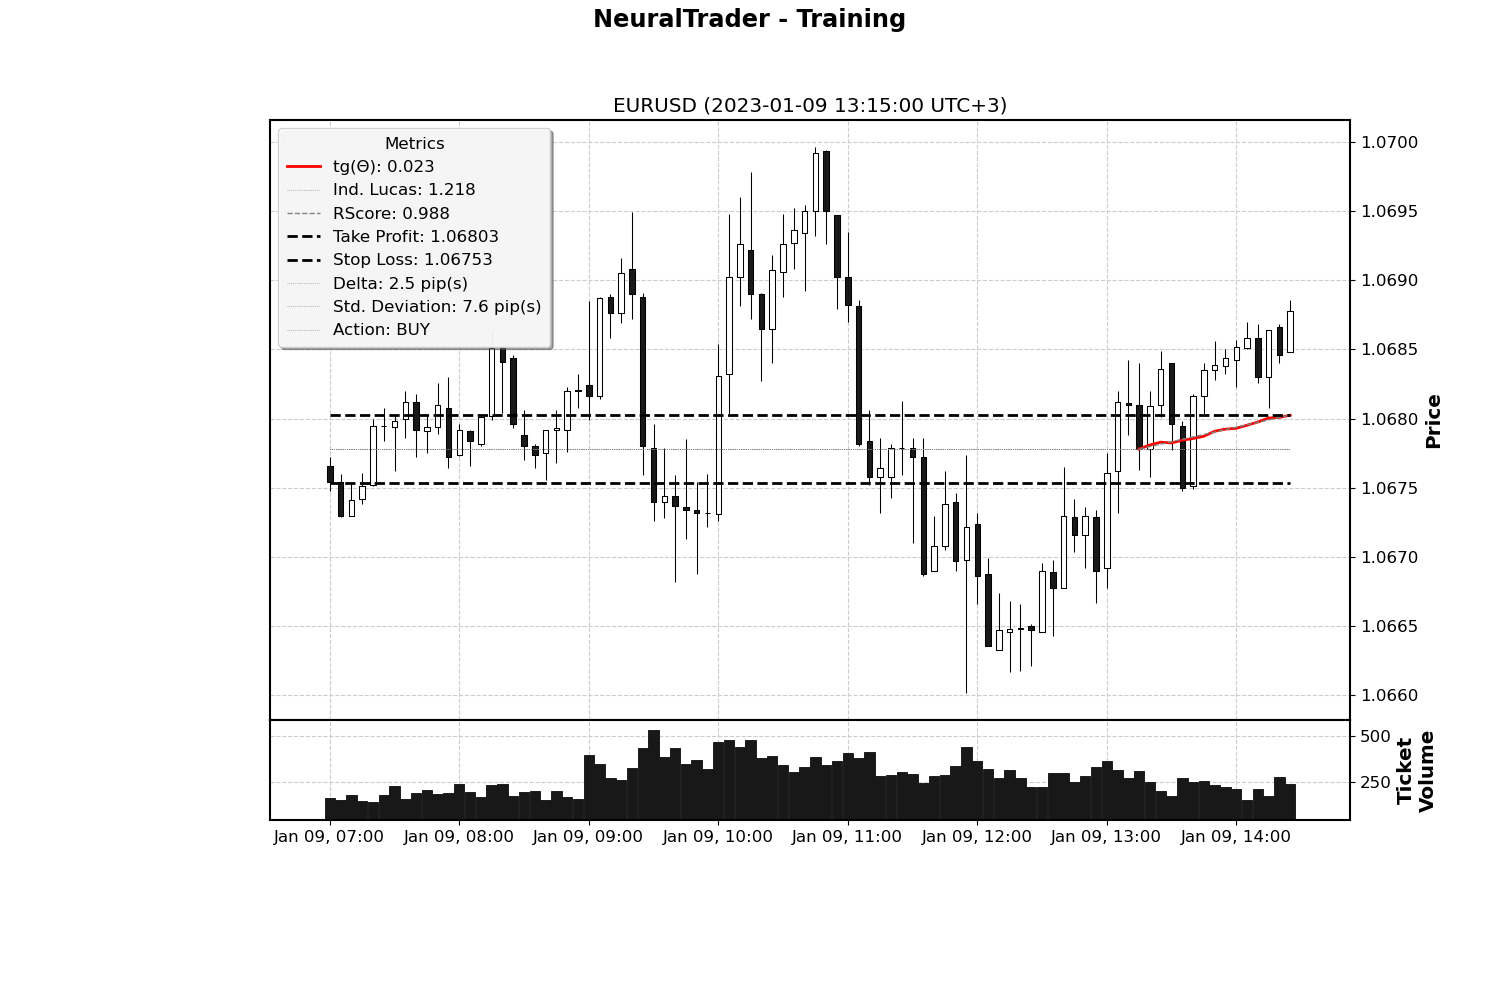 NeuralTrader - Training
EURUSD (2023-01-09 13:15:00 UTC+3)
Metrics
tg(Θ): 0.023
Ind. Lucas: 1.218
RScore: 0.988
Take Profit: 1.06803
Stop Loss: 1.06753
Delta: 2.5 pip(s)
Std. Deviation: 7.6 pip(s)
Action: BUY
1.0700
1.0695
1.0690
1.0685
1.0680
1.0675
1.0670
1.0665
1.0660
Price
500
250
Ticket
Volume
Jan 09, 07:00
Jan 09, 08:00
Jan 09, 09:00
Jan 09, 10:00
Jan 09, 11:00
Jan 09, 12:00
Jan 09, 13:00
Jan 09, 14:00